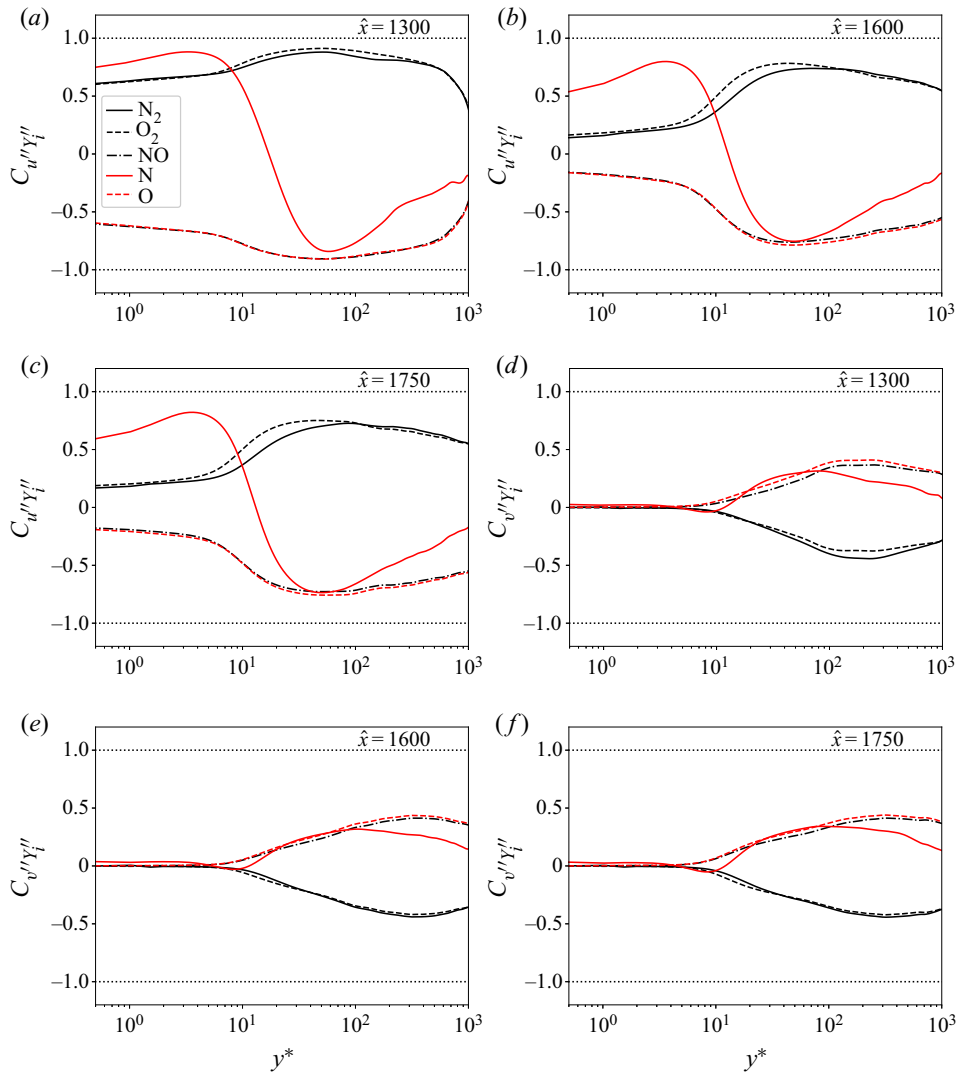 (a) x̂ = 1300
1.0
0.5
0
−0.5
−1.0
C_{u″Y_i″}
N₂
O₂
NO
N
O
10⁰ 10¹ 10² 10³
(b) x̂ = 1600
1.0
0.5
0
−0.5
−1.0
C_{u″Y_i″}
10⁰ 10¹ 10² 10³
(c) x̂ = 1750
1.0
0.5
0
−0.5
−1.0
C_{u″Y_i″}
10⁰ 10¹ 10² 10³
(d) x̂ = 1300
1.0
0.5
0
−0.5
−1.0
C_{v″Y_i″}
10⁰ 10¹ 10² 10³
(e) x̂ = 1600
1.0
0.5
0
−0.5
−1.0
C_{v″Y_i″}
10⁰ 10¹ 10² 10³
y*
(f) x̂ = 1750
1.0
0.5
0
−0.5
−1.0
C_{v″Y_i″}
10⁰ 10¹ 10² 10³
y*